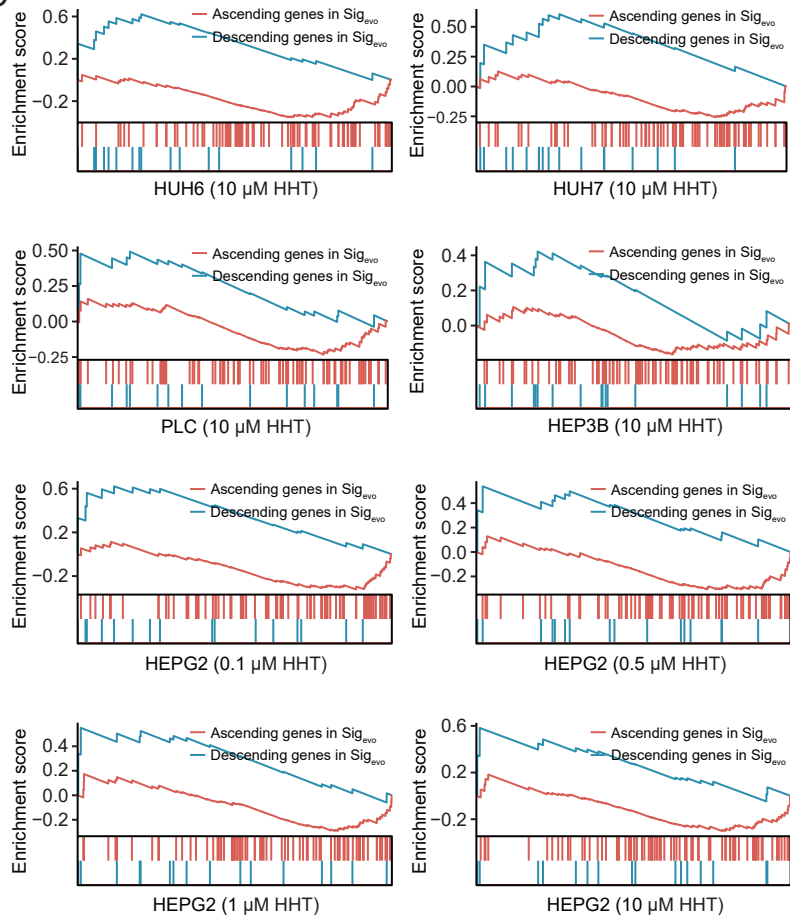 0.6
0.2
−0.2
Enrichment score
Ascending genes in Sigevo
Descending genes in Sigevo
HUH6 (10 µM HHT)
0.50
0.25
0.00
−0.25
Enrichment score
Ascending genes in Sigevo
Descending genes in Sigevo
HUH7 (10 µM HHT)
0.50
0.25
0.00
−0.25
Enrichment score
Ascending genes in Sigevo
Descending genes in Sigevo
PLC (10 µM HHT)
0.4
0.2
0.0
Enrichment score
Ascending genes in Sigevo
Descending genes in Sigevo
HEP3B (10 µM HHT)
0.6
0.2
−0.2
Enrichment score
Ascending genes in Sigevo
Descending genes in Sigevo
HEPG2 (0.1 µM HHT)
0.4
0.2
0.0
−0.2
Enrichment score
Ascending genes in Sigevo
Descending genes in Sigevo
HEPG2 (0.5 µM HHT)
0.4
0.2
0.0
−0.2
Enrichment score
Ascending genes in Sigevo
Descending genes in Sigevo
HEPG2 (1 µM HHT)
0.6
0.2
−0.2
Enrichment score
Ascending genes in Sigevo
Descending genes in Sigevo
HEPG2 (10 µM HHT)